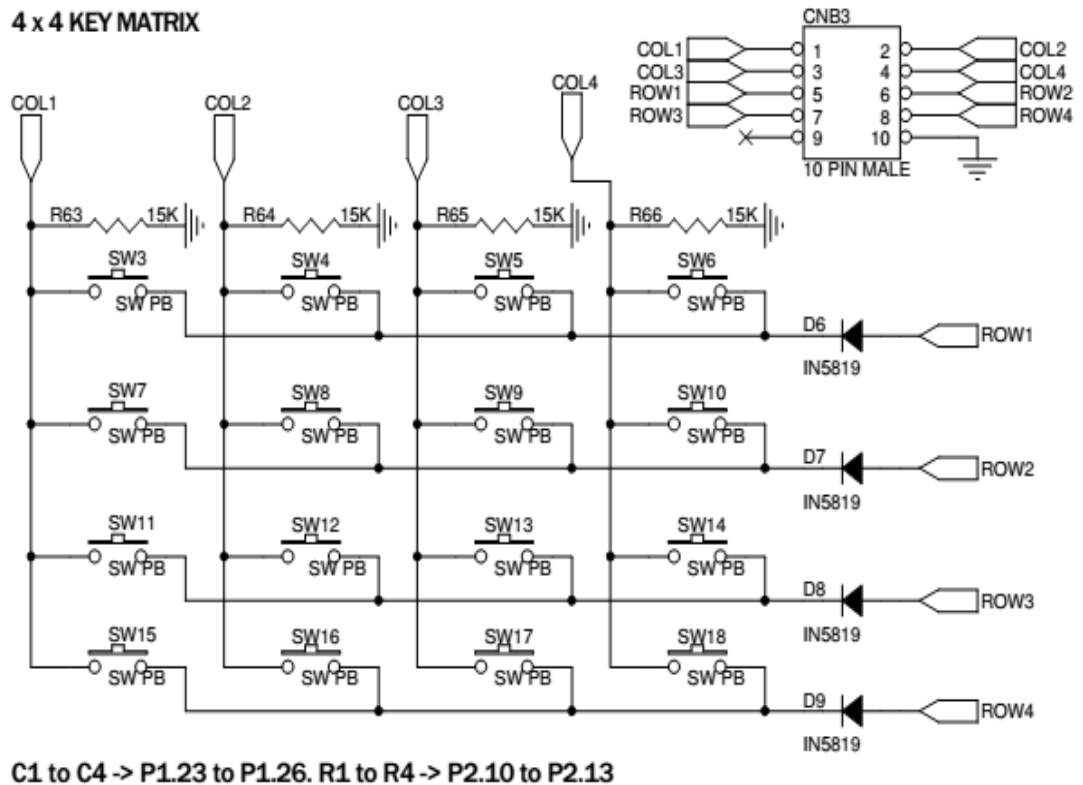 4 x 4 KEY MATRIX
CNB3
COL1 1 2 COL2
COL3 3 4 COL4
ROW1 5 6 ROW2
ROW3 7 8 ROW4
9 10
10 PIN MALE
COL1 COL2 COL3 COL4
R63 15K R64 15K R65 15K R66 15K
SW3 SW4 SW5 SW6
SW PB SW PB SW PB SW PB
D6 ROW1
IN5819
SW7 SW8 SW9 SW10
SW PB SW PB SW PB SW PB
D7 ROW2
IN5819
SW11 SW12 SW13 SW14
SW PB SW PB SW PB SW PB
D8 ROW3
IN5819
SW15 SW16 SW17 SW18
SW PB SW PB SW PB SW PB
D9 ROW4
IN5819
C1 to C4 -> P1.23 to P1.26. R1 to R4 -> P2.10 to P2.13